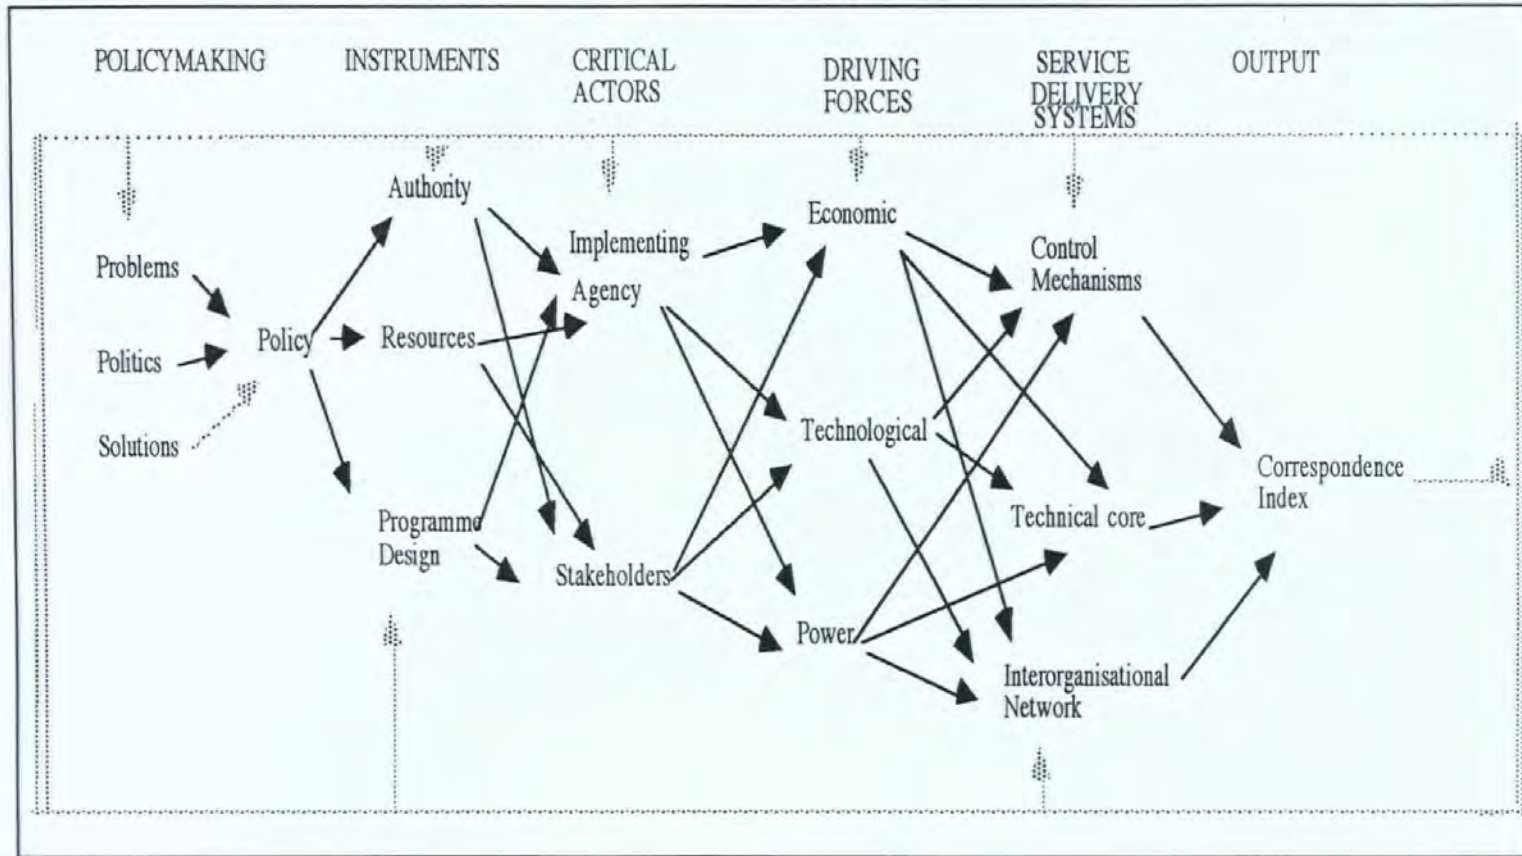 POLICYMAKING
INSTRUMENTS
CRITICAL
ACTORS
DRIVING
FORCES
SERVICE
DELIVERY
SYSTEMS
OUTPUT
Problems
Politics
Solutions
Policy
Authority
Resources
Programme
Design
Implementing
Agency
Stakeholders
Economic
Technological
Power
Control
Mechanisms
Technical core
Interorganisational
Network
Correspondence
Index